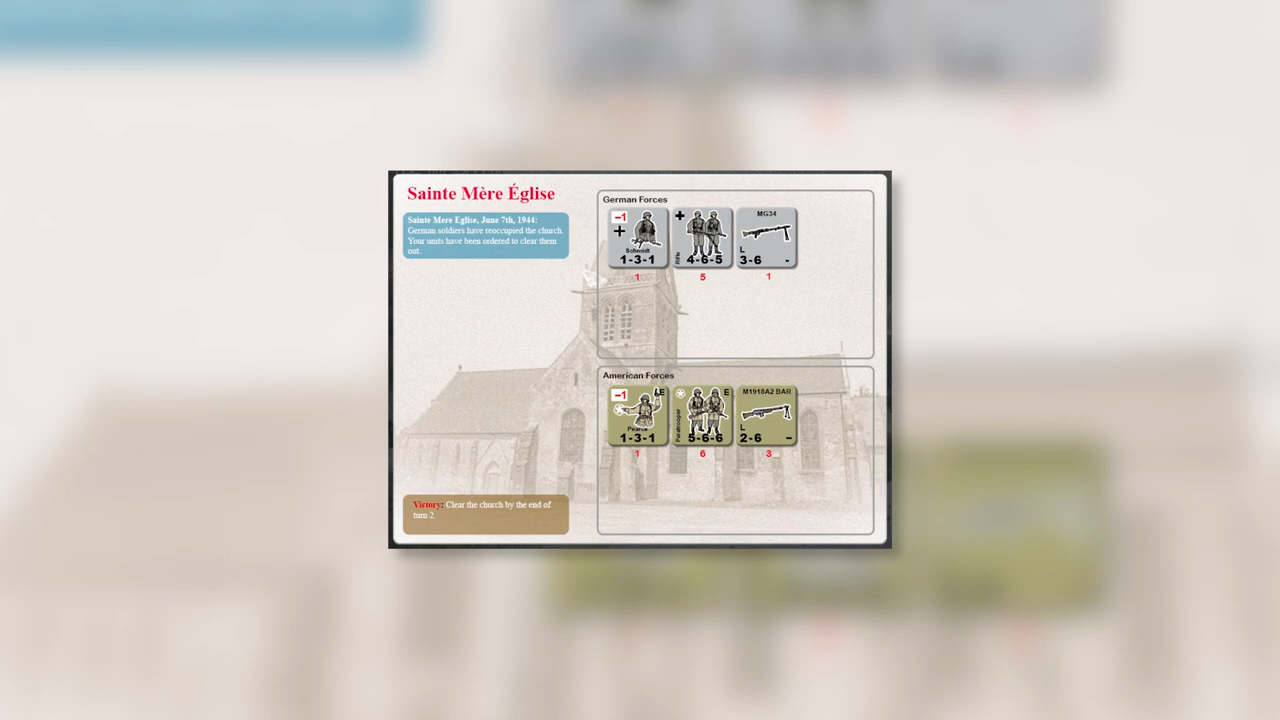 Sainte Mère Église
Sainte Mere Eglise, June 7th, 1944:
German soldiers have reoccupied the church.
Your units have been ordered to clear them
out.
Victory: Clear the church by the end of
turn 2.
German Forces
−1
+
Schmidt
1-3-1
1
+
Rifle
4-6-5
5
MG34
L
3-6 -
1
American Forces
−1
LE
Pearce
1-3-1
1
E
Paratrooper
5-6-6
6
M1918A2 BAR
L
2-6 –
3